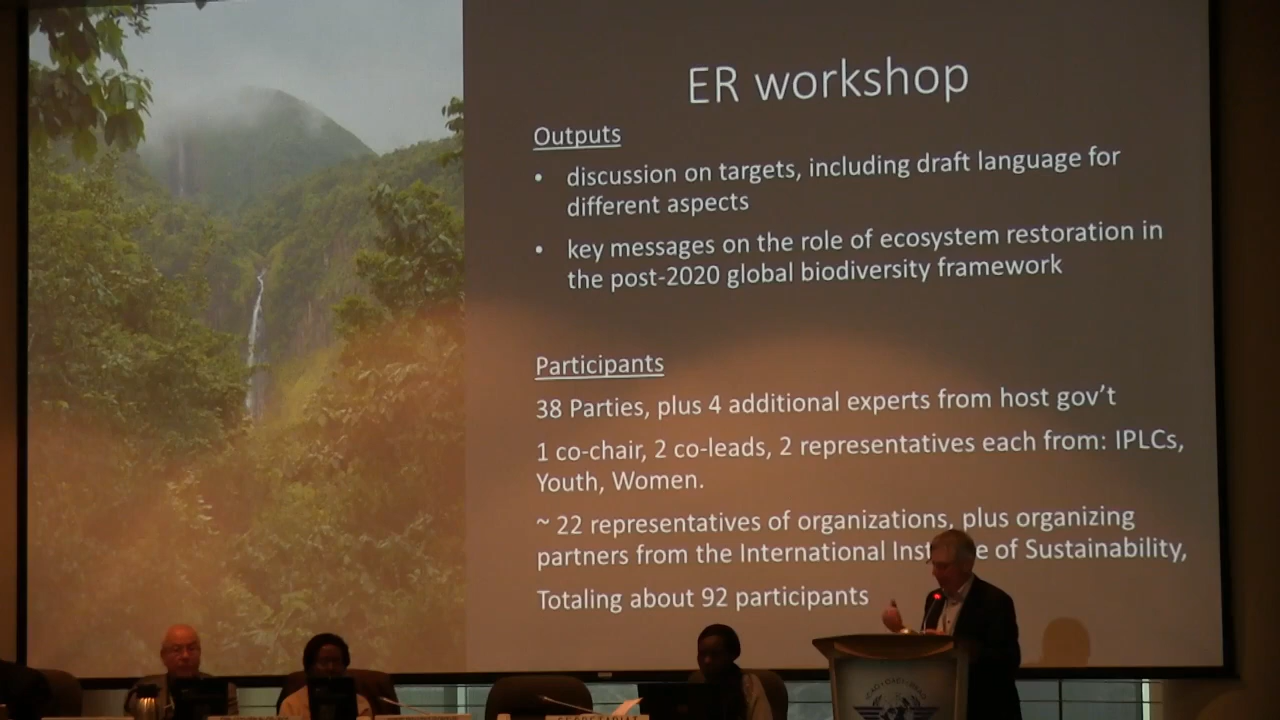 ER workshop
Outputs
• discussion on targets, including draft language for
different aspects
• key messages on the role of ecosystem restoration in
the post-2020 global biodiversity framework
Participants
38 Parties, plus 4 additional experts from host gov't
1 co-chair, 2 co-leads, 2 representatives each from: IPLCs,
Youth, Women.
~ 22 representatives of organizations, plus organizing
partners from the International Inst e of Sustainability,
Totaling about 92 participants
SECRETARIAT